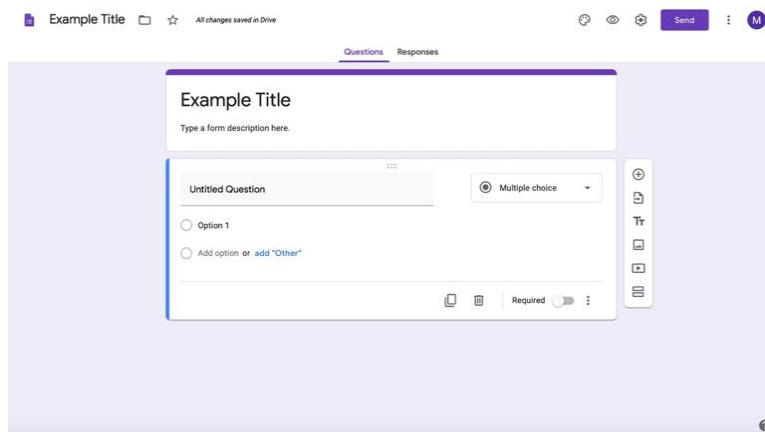 Example Title
All changes saved in Drive
Send
M
Questions
Responses
Example Title
Type a form description here.
Untitled Question
Multiple choice
Option 1
Add option or add "Other"
Required
Tт